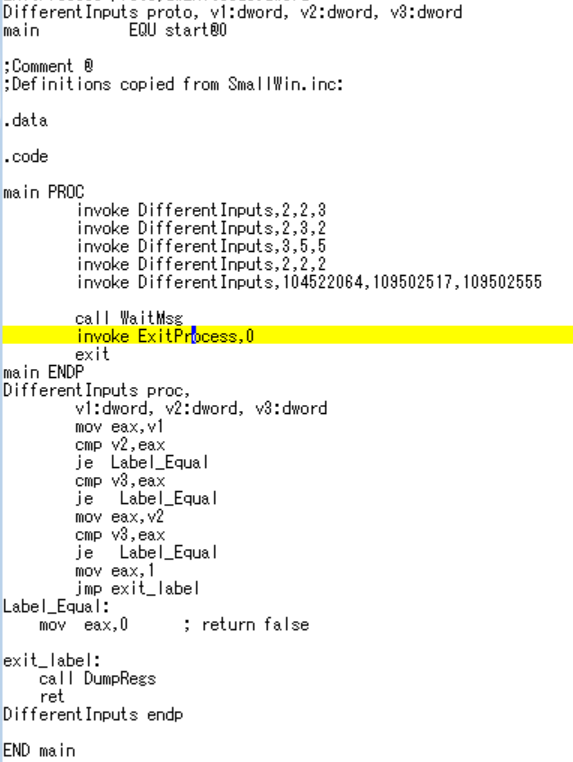 DifferentInputs proto, v1:dword, v2:dword, v3:dword
main EQU start@0
;Comment @
;Definitions copied from SmallWin.inc:
.data
.code
main PROC
invoke DifferentInputs,2,2,3
invoke DifferentInputs,2,3,2
invoke DifferentInputs,3,5,5
invoke DifferentInputs,2,2,2
invoke DifferentInputs,104522064,109502517,109502555
call WaitMsg
invoke ExitProcess,0
exit
main ENDP
DifferentInputs proc,
v1:dword, v2:dword, v3:dword
mov eax,v1
cmp v2,eax
je Label_Equal
cmp v3,eax
je Label_Equal
mov eax,v2
cmp v3,eax
je Label_Equal
mov eax,1
jmp exit_label
Label_Equal:
mov eax,0 ; return false
exit_label:
call DumpRegs
ret
DifferentInputs endp
END main